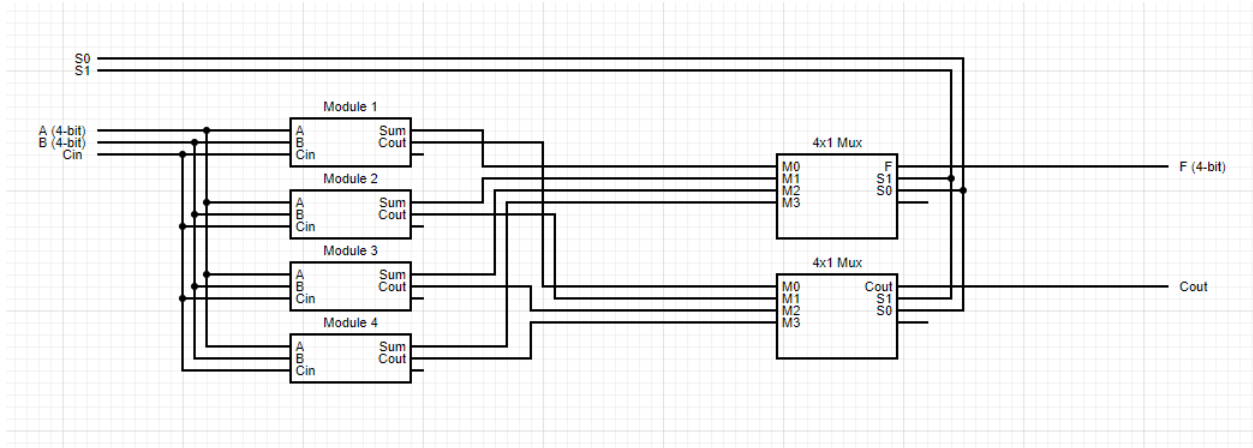 S0
S1
A (4-bit)
B (4-bit)
Cin
Module 1
A Sum
B Cout
Cin
Module 2
A Sum
B Cout
Cin
Module 3
A Sum
B Cout
Cin
Module 4
A Sum
B Cout
Cin
4x1 Mux
M0 F
M1 S1
M2 S0
M3
F (4-bit)
4x1 Mux
M0 Cout
M1 S1
M2 S0
M3
Cout